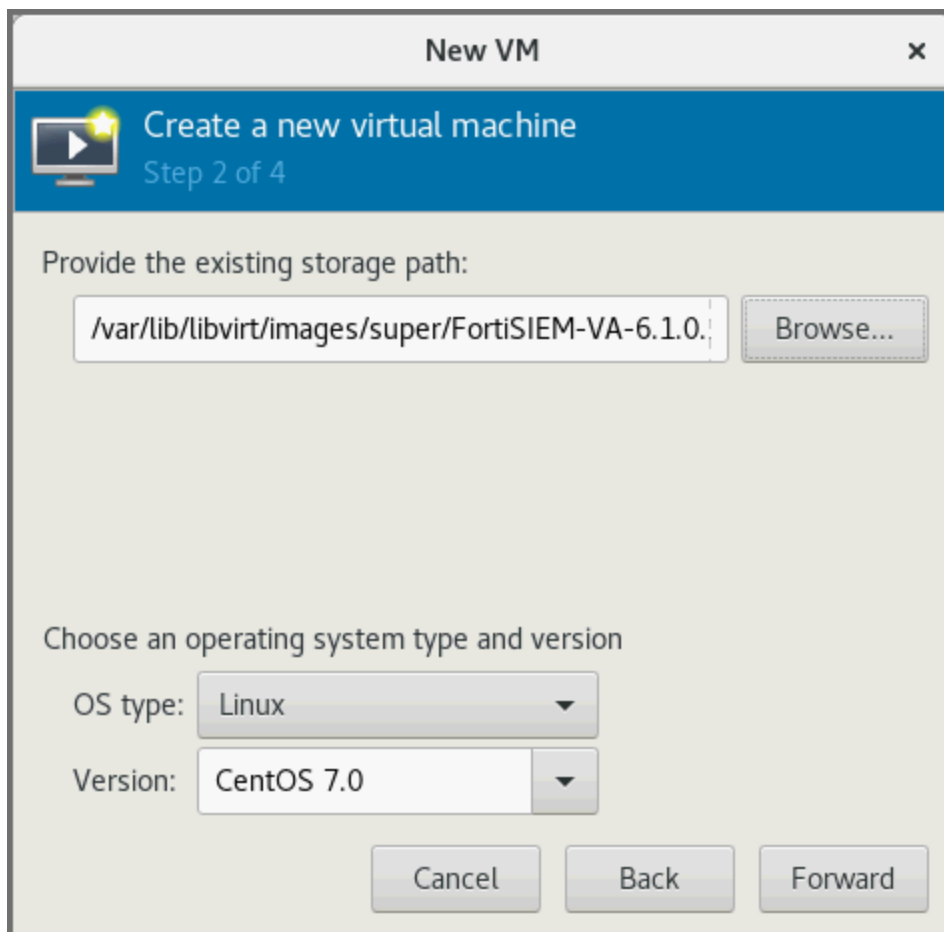 New VM
Create a new virtual machine
Step 2 of 4
Provide the existing storage path:
/var/lib/libvirt/images/super/FortiSIEM-VA-6.1.0. Browse...
Choose an operating system type and version
OS type: Linux
Version: CentOS 7.0
Cancel Back Forward